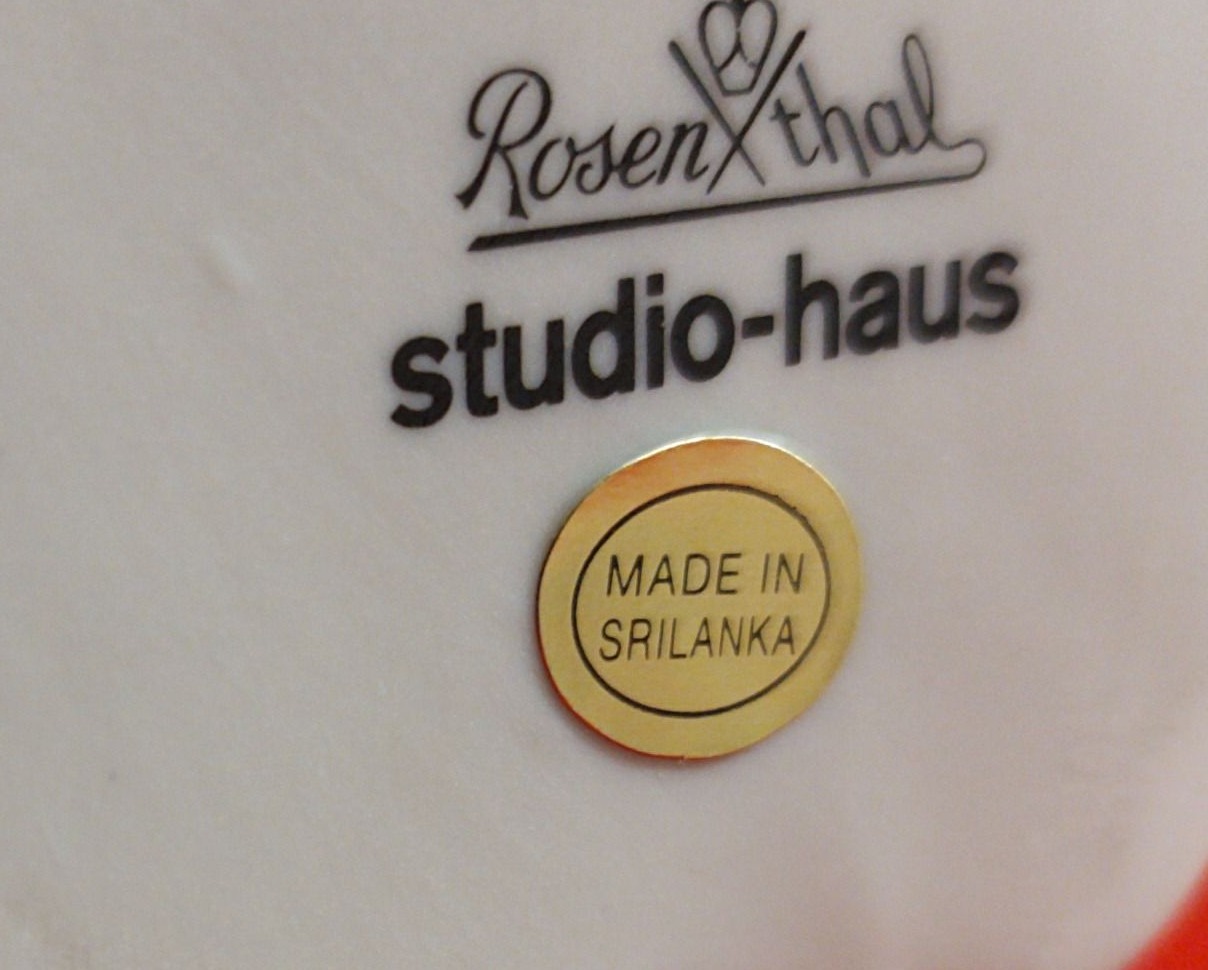 Rosenthal
studio-haus
MADE IN
SRILANKA